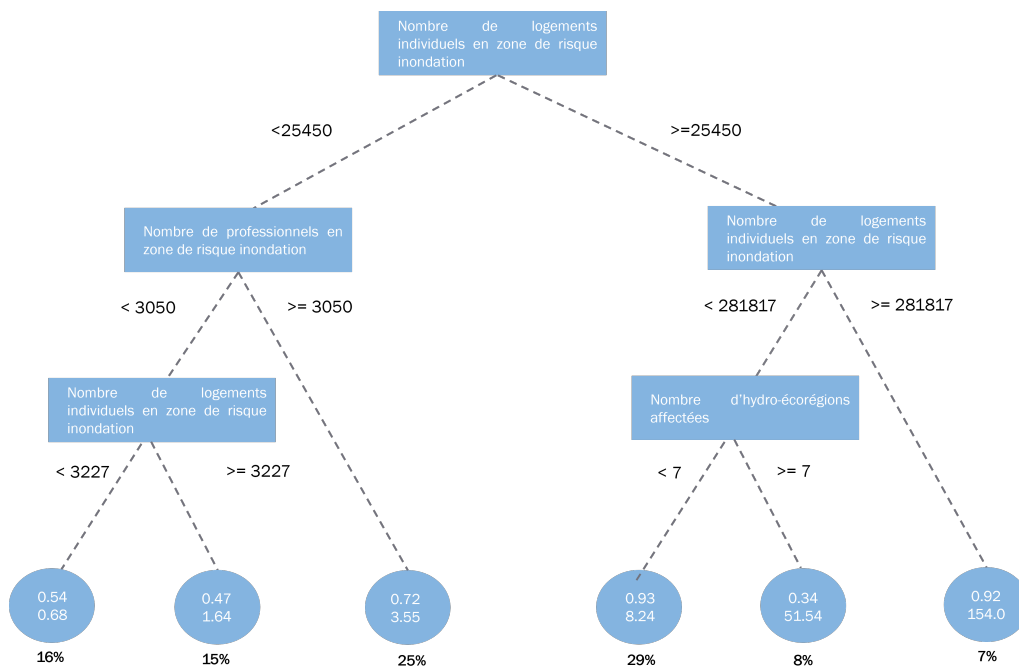 Nombre de logements
individuels en zone de risque
inondation
<25450
>=25450
Nombre de professionnels en
zone de risque inondation
Nombre de logements
individuels en zone de risque
inondation
< 3050
>= 3050
< 281817
>= 281817
Nombre de logements
individuels en zone de risque
inondation
Nombre d'hydro-écorégions
affectées
< 3227
>= 3227
< 7
>= 7
0.54
0.68
0.47
1.64
0.72
3.55
0.93
8.24
0.34
51.54
0.92
154.0
16%
15%
25%
29%
8%
7%